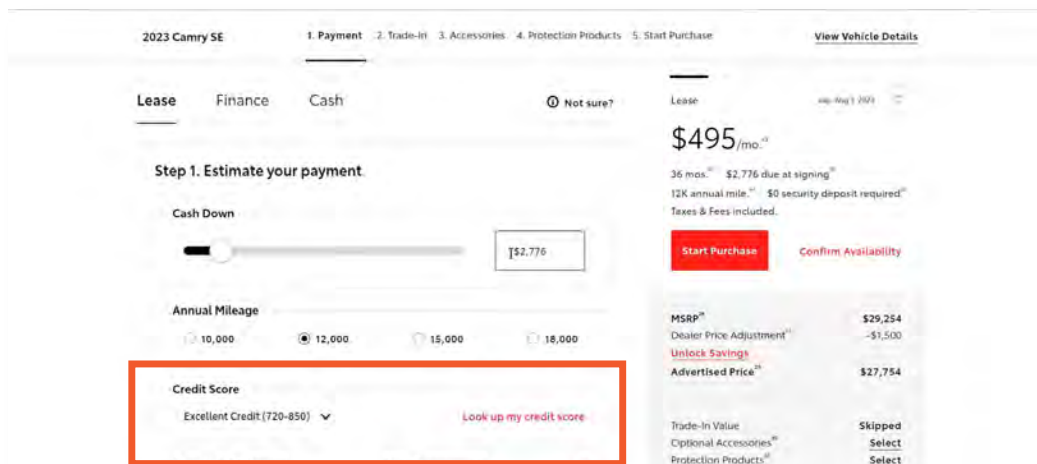 2023 Camry SE
1. Payment 2. Trade-In 3. Accessories 4. Protection Products 5. Start Purchase
View Vehicle Details
Lease Finance Cash
Not sure?
Step 1. Estimate your payment
Cash Down
$2,776
Annual Mileage
10,000 12,000 15,000 18,000
Credit Score
Excellent Credit (720-850)
Look up my credit score
Lease
$495/mo.
36 mos. $2,776 due at signing
12K annual mile. $0 security deposit required
Taxes & Fees included.
Start Purchase Confirm Availability
MSRP $29,254
Dealer Price Adjustment -$1,500
Unlock Savings
Advertised Price $27,754
Trade-In Value Skipped
Optional Accessories Select
Protection Products Select